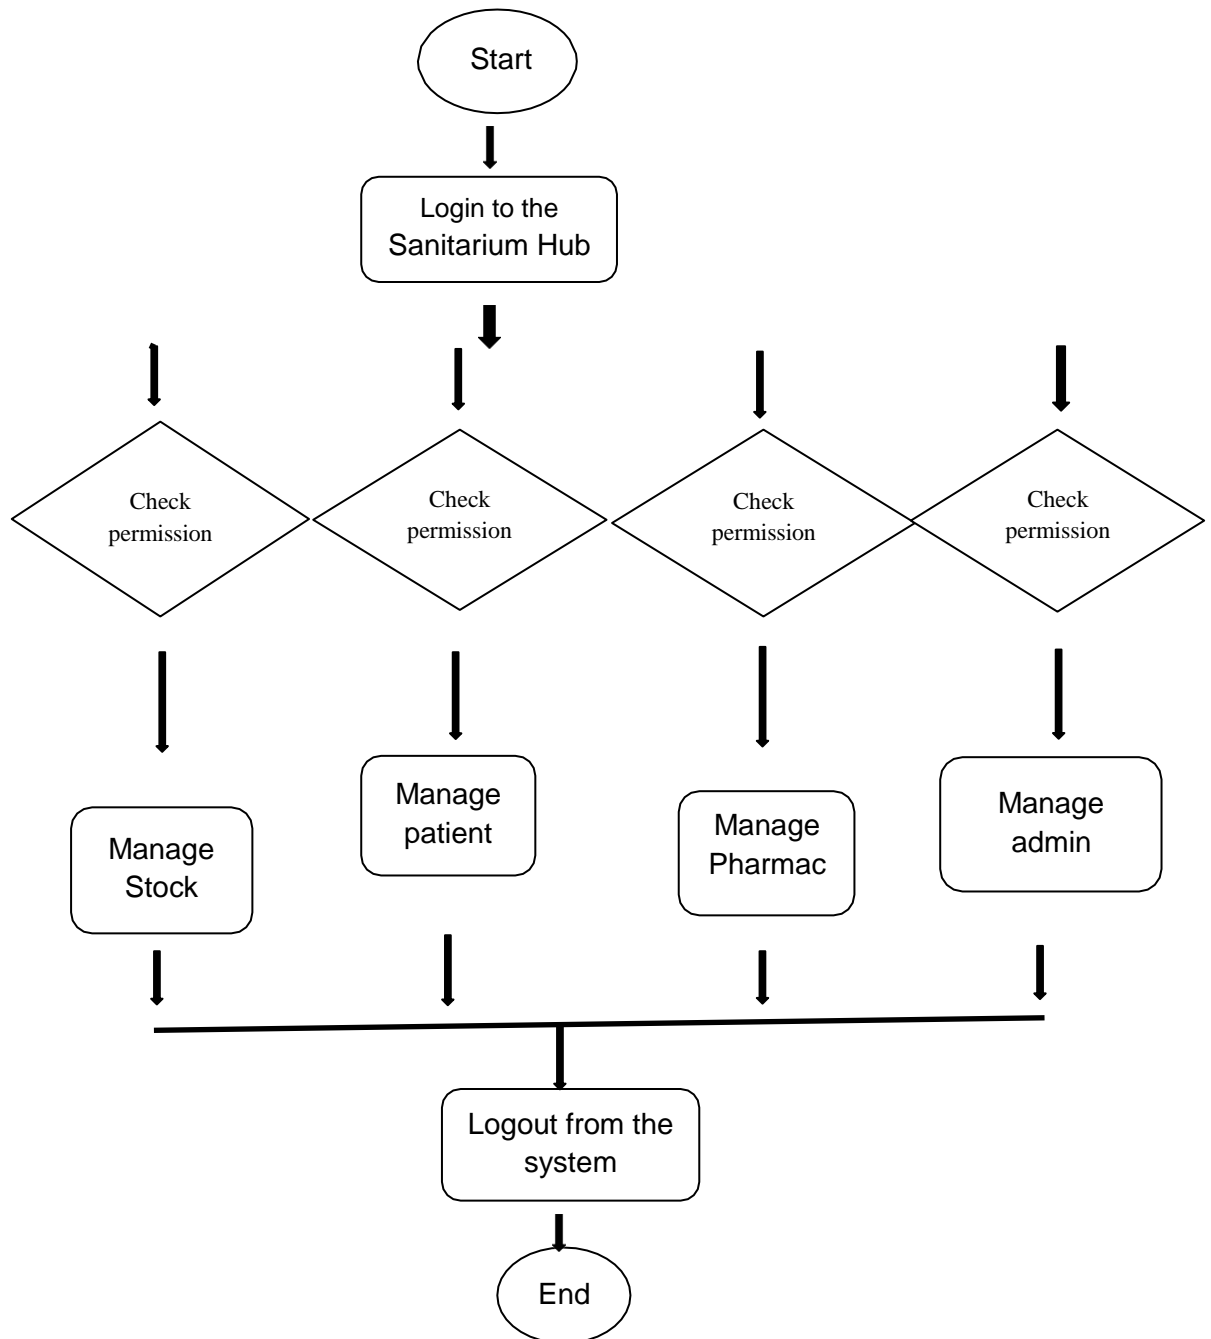 Start
Login to the
Sanitarium Hub
Check
permission
Check
permission
Check
permission
Check
permission
Manage
Stock
Manage
patient
Manage
Pharmac
Manage
admin
Logout from the
system
End